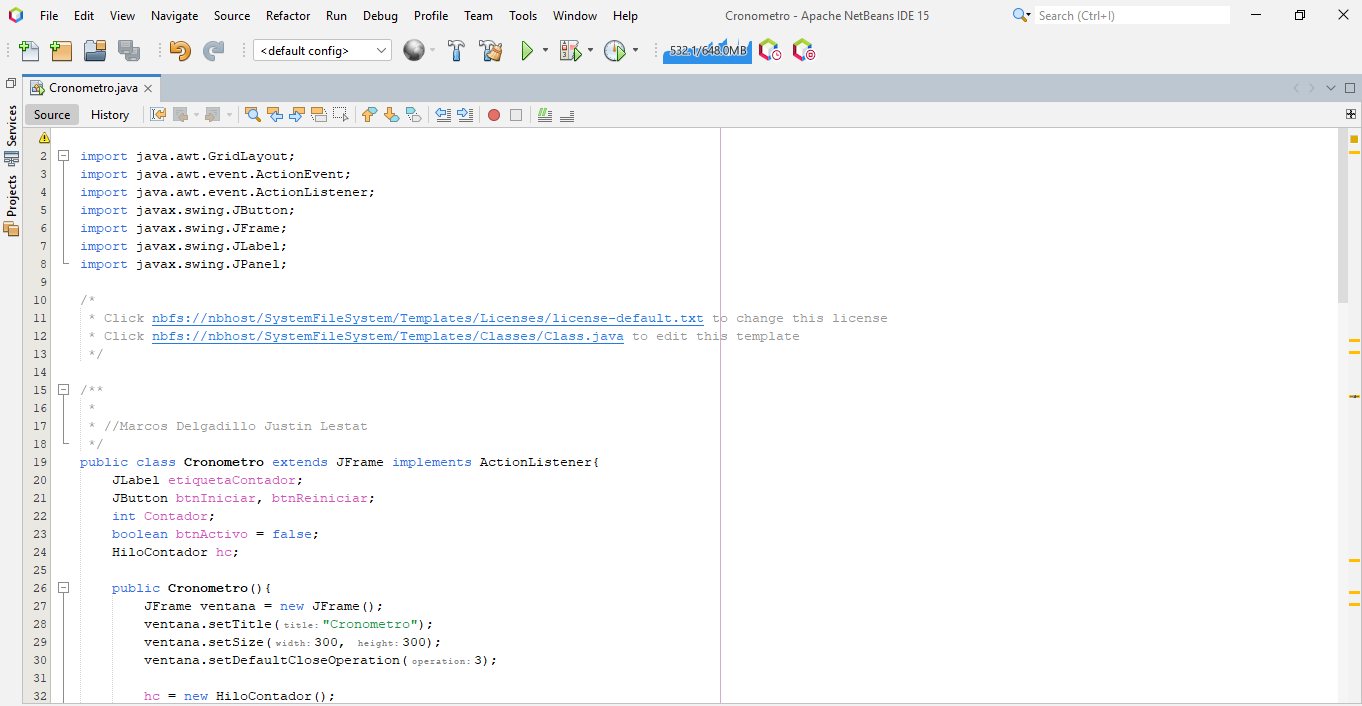 File Edit View Navigate Source Refactor Run Debug Profile Team Tools Window Help Cronometro - Apache NetBeans IDE 15 Search (Ctrl+I)
<default config> 532.1/648.0MB
Cronometro.java
Source History
Services
Projects
2 import java.awt.GridLayout;
3 import java.awt.event.ActionEvent;
4 import java.awt.event.ActionListener;
5 import javax.swing.JButton;
6 import javax.swing.JFrame;
7 import javax.swing.JLabel;
8 import javax.swing.JPanel;
9
10 /*
11 * Click nbfs://nbhost/SystemFileSystem/Templates/Licenses/license-default.txt to change this license
12 * Click nbfs://nbhost/SystemFileSystem/Templates/Classes/Class.java to edit this template
13 */
14
15 /**
16 *
17 * //Marcos Delgadillo Justin Lestat
18 */
19 public class Cronometro extends JFrame implements ActionListener{
20 JLabel etiquetaContador;
21 JButton btnIniciar, btnReiniciar;
22 int Contador;
23 boolean btnActivo = false;
24 HiloContador hc;
25
26 public Cronometro(){
27 JFrame ventana = new JFrame();
28 ventana.setTitle(title:"Cronometro");
29 ventana.setSize(width:300, height:300);
30 ventana.setDefaultCloseOperation(operation:3);
31
32 hc = new HiloContador();